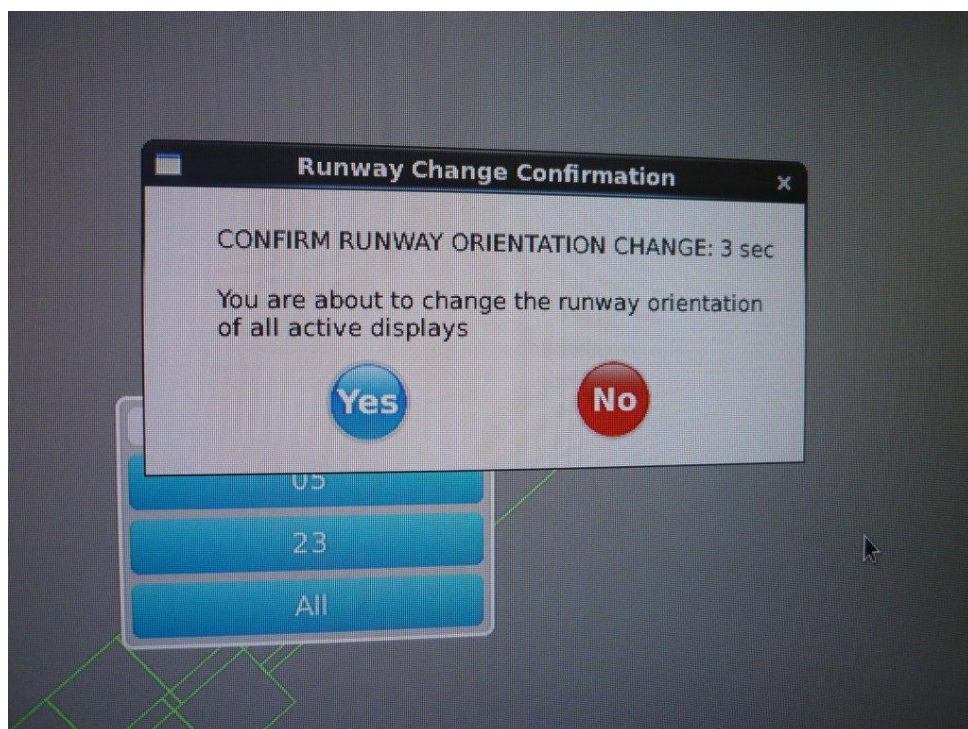 Runway Change Confirmation
CONFIRM RUNWAY ORIENTATION CHANGE: 3 sec
You are about to change the runway orientation
of all active displays
Yes
No
05
23
All